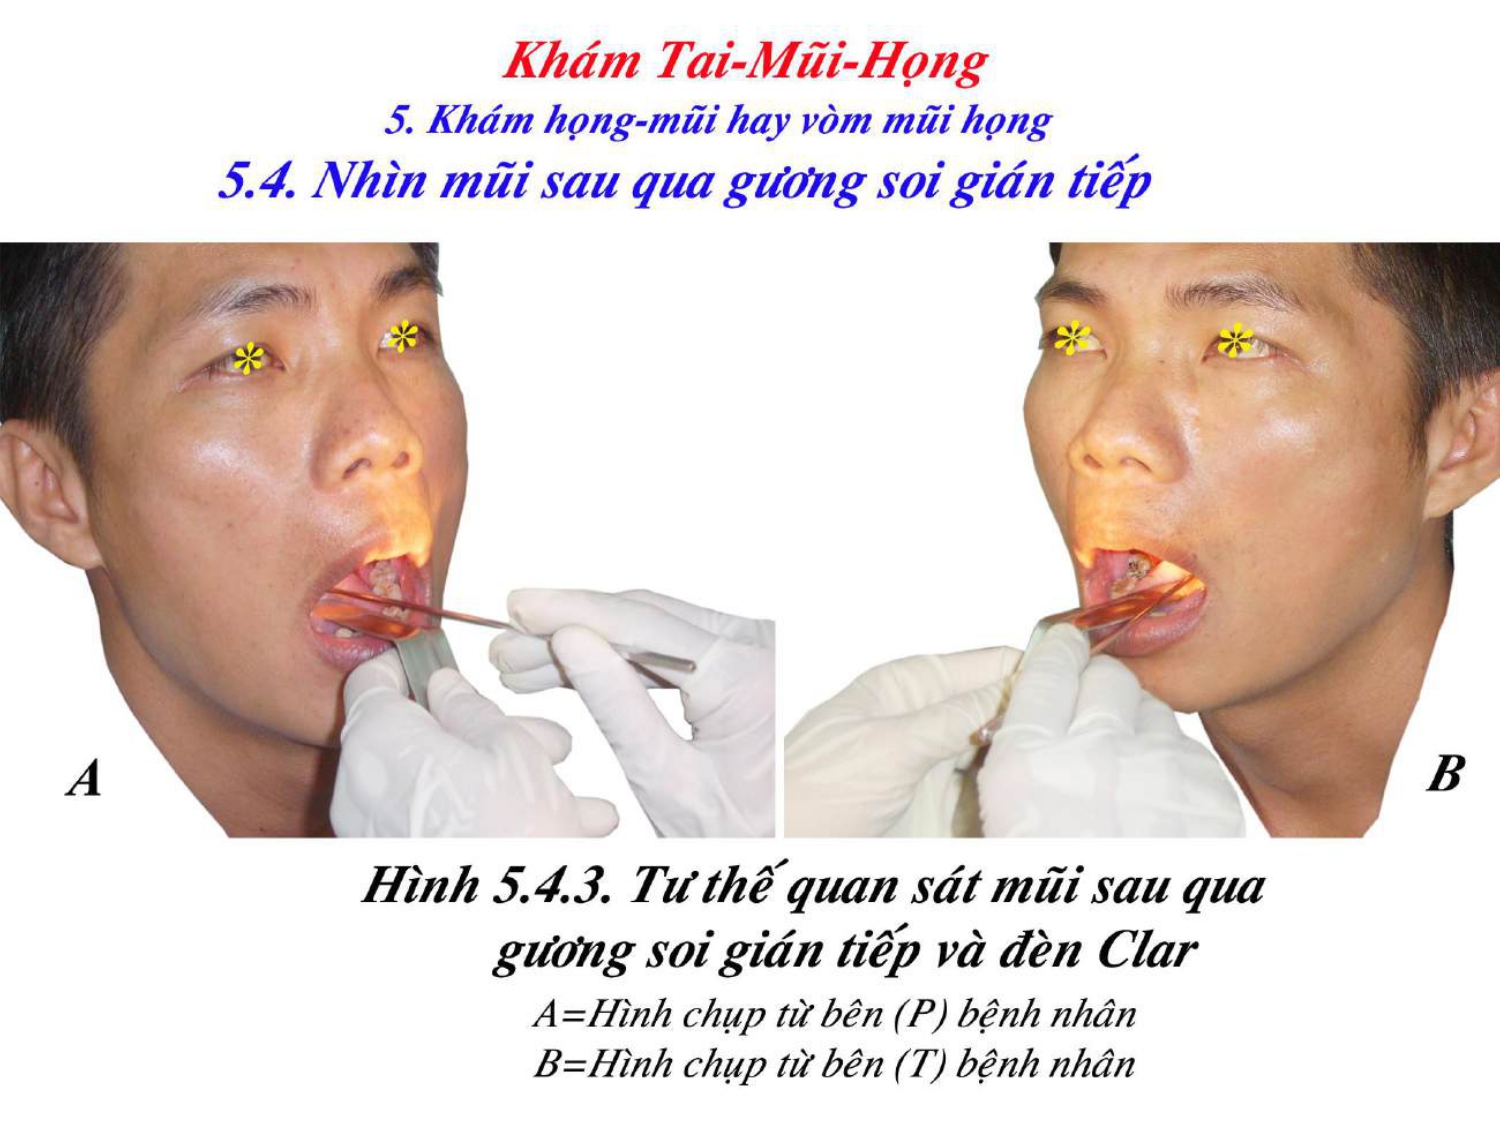 Khám Tai-Mũi-Họng
5. Khám họng-mũi hay vòm mũi họng
5.4. Nhìn mũi sau qua gương soi gián tiếp
A
B
Hình 5.4.3. Tư thế quan sát mũi sau qua
gương soi gián tiếp và đèn Clar
A=Hình chụp từ bên (P) bệnh nhân
B=Hình chụp từ bên (T) bệnh nhân